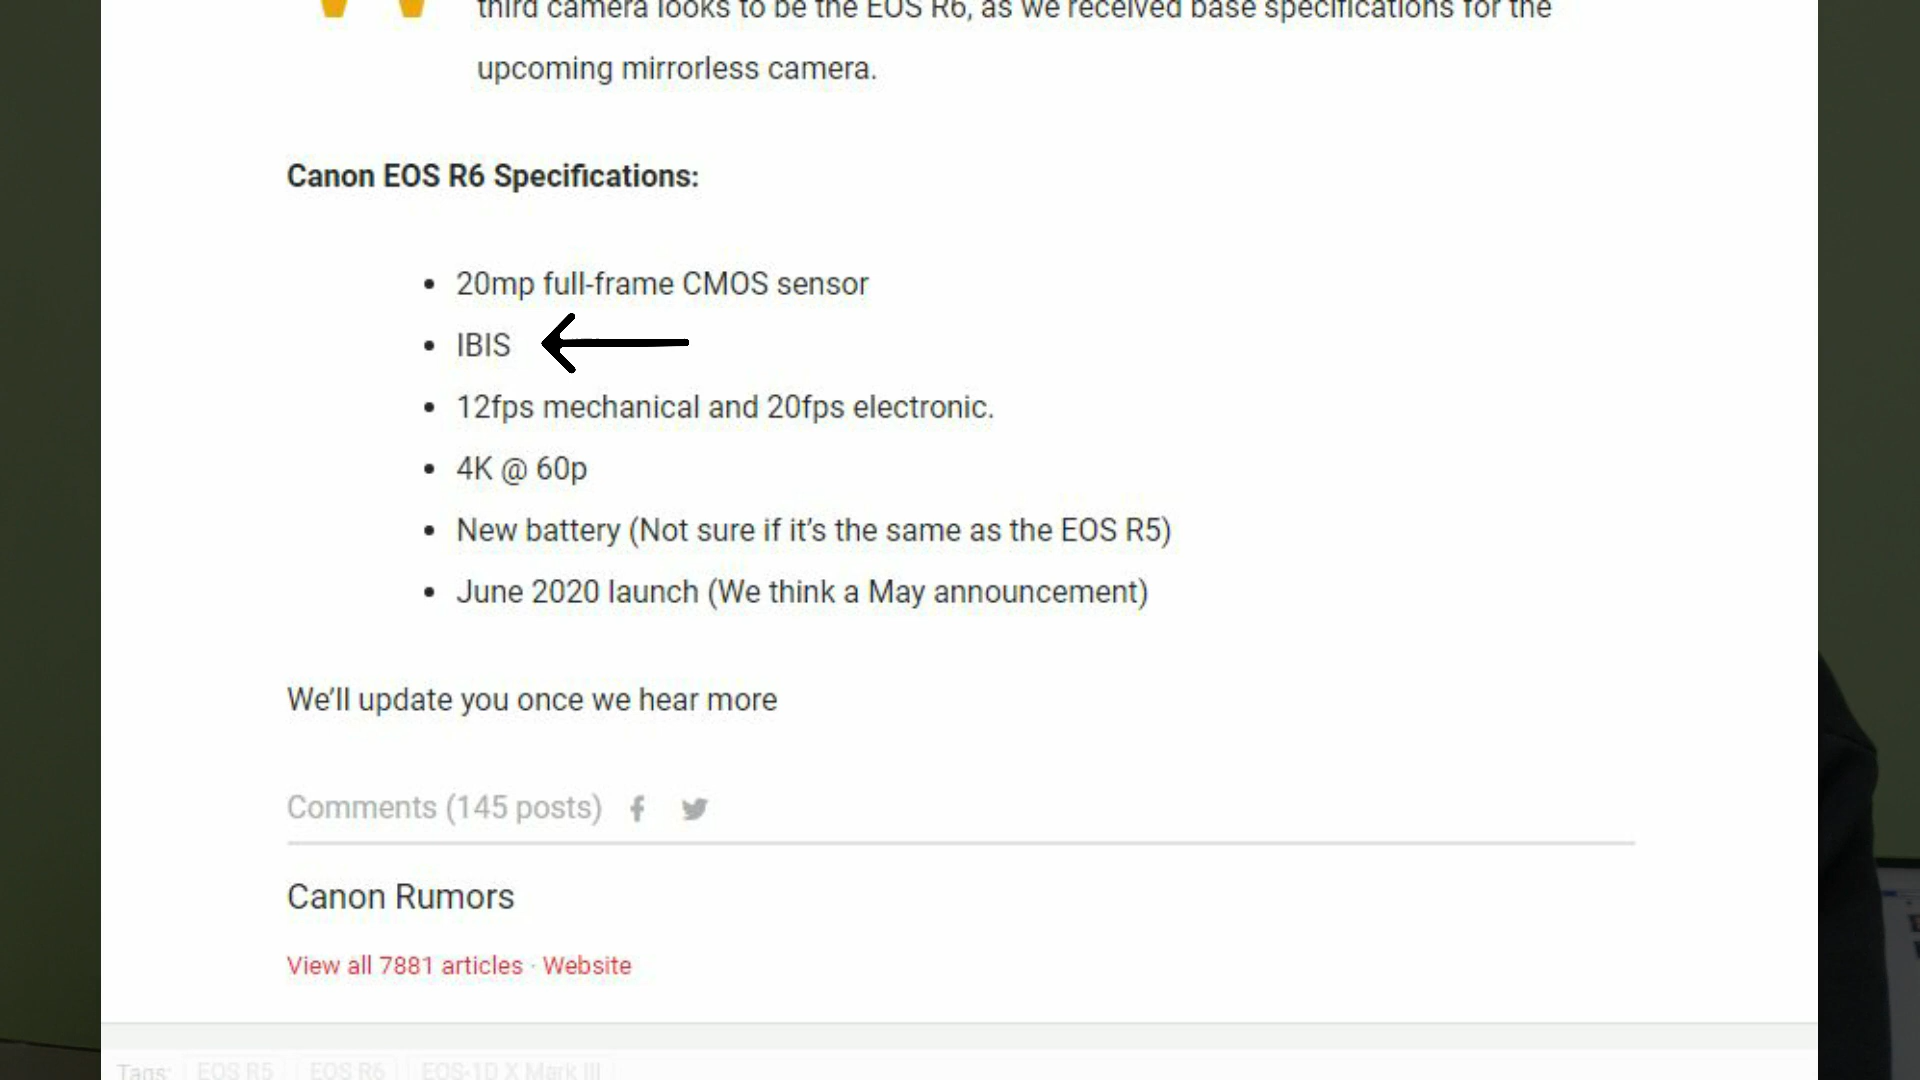 third camera looks to be the EOS R6, as we received base specifications for the
upcoming mirrorless camera.
Canon EOS R6 Specifications:
• 20mp full-frame CMOS sensor
• IBIS
• 12fps mechanical and 20fps electronic.
• 4K @ 60p
• New battery (Not sure if it’s the same as the EOS R5)
• June 2020 launch (We think a May announcement)
We’ll update you once we hear more
Comments (145 posts)
Canon Rumors
View all 7881 articles · Website
Tags: EOS R5 EOS R6 EOS-1D X Mark III